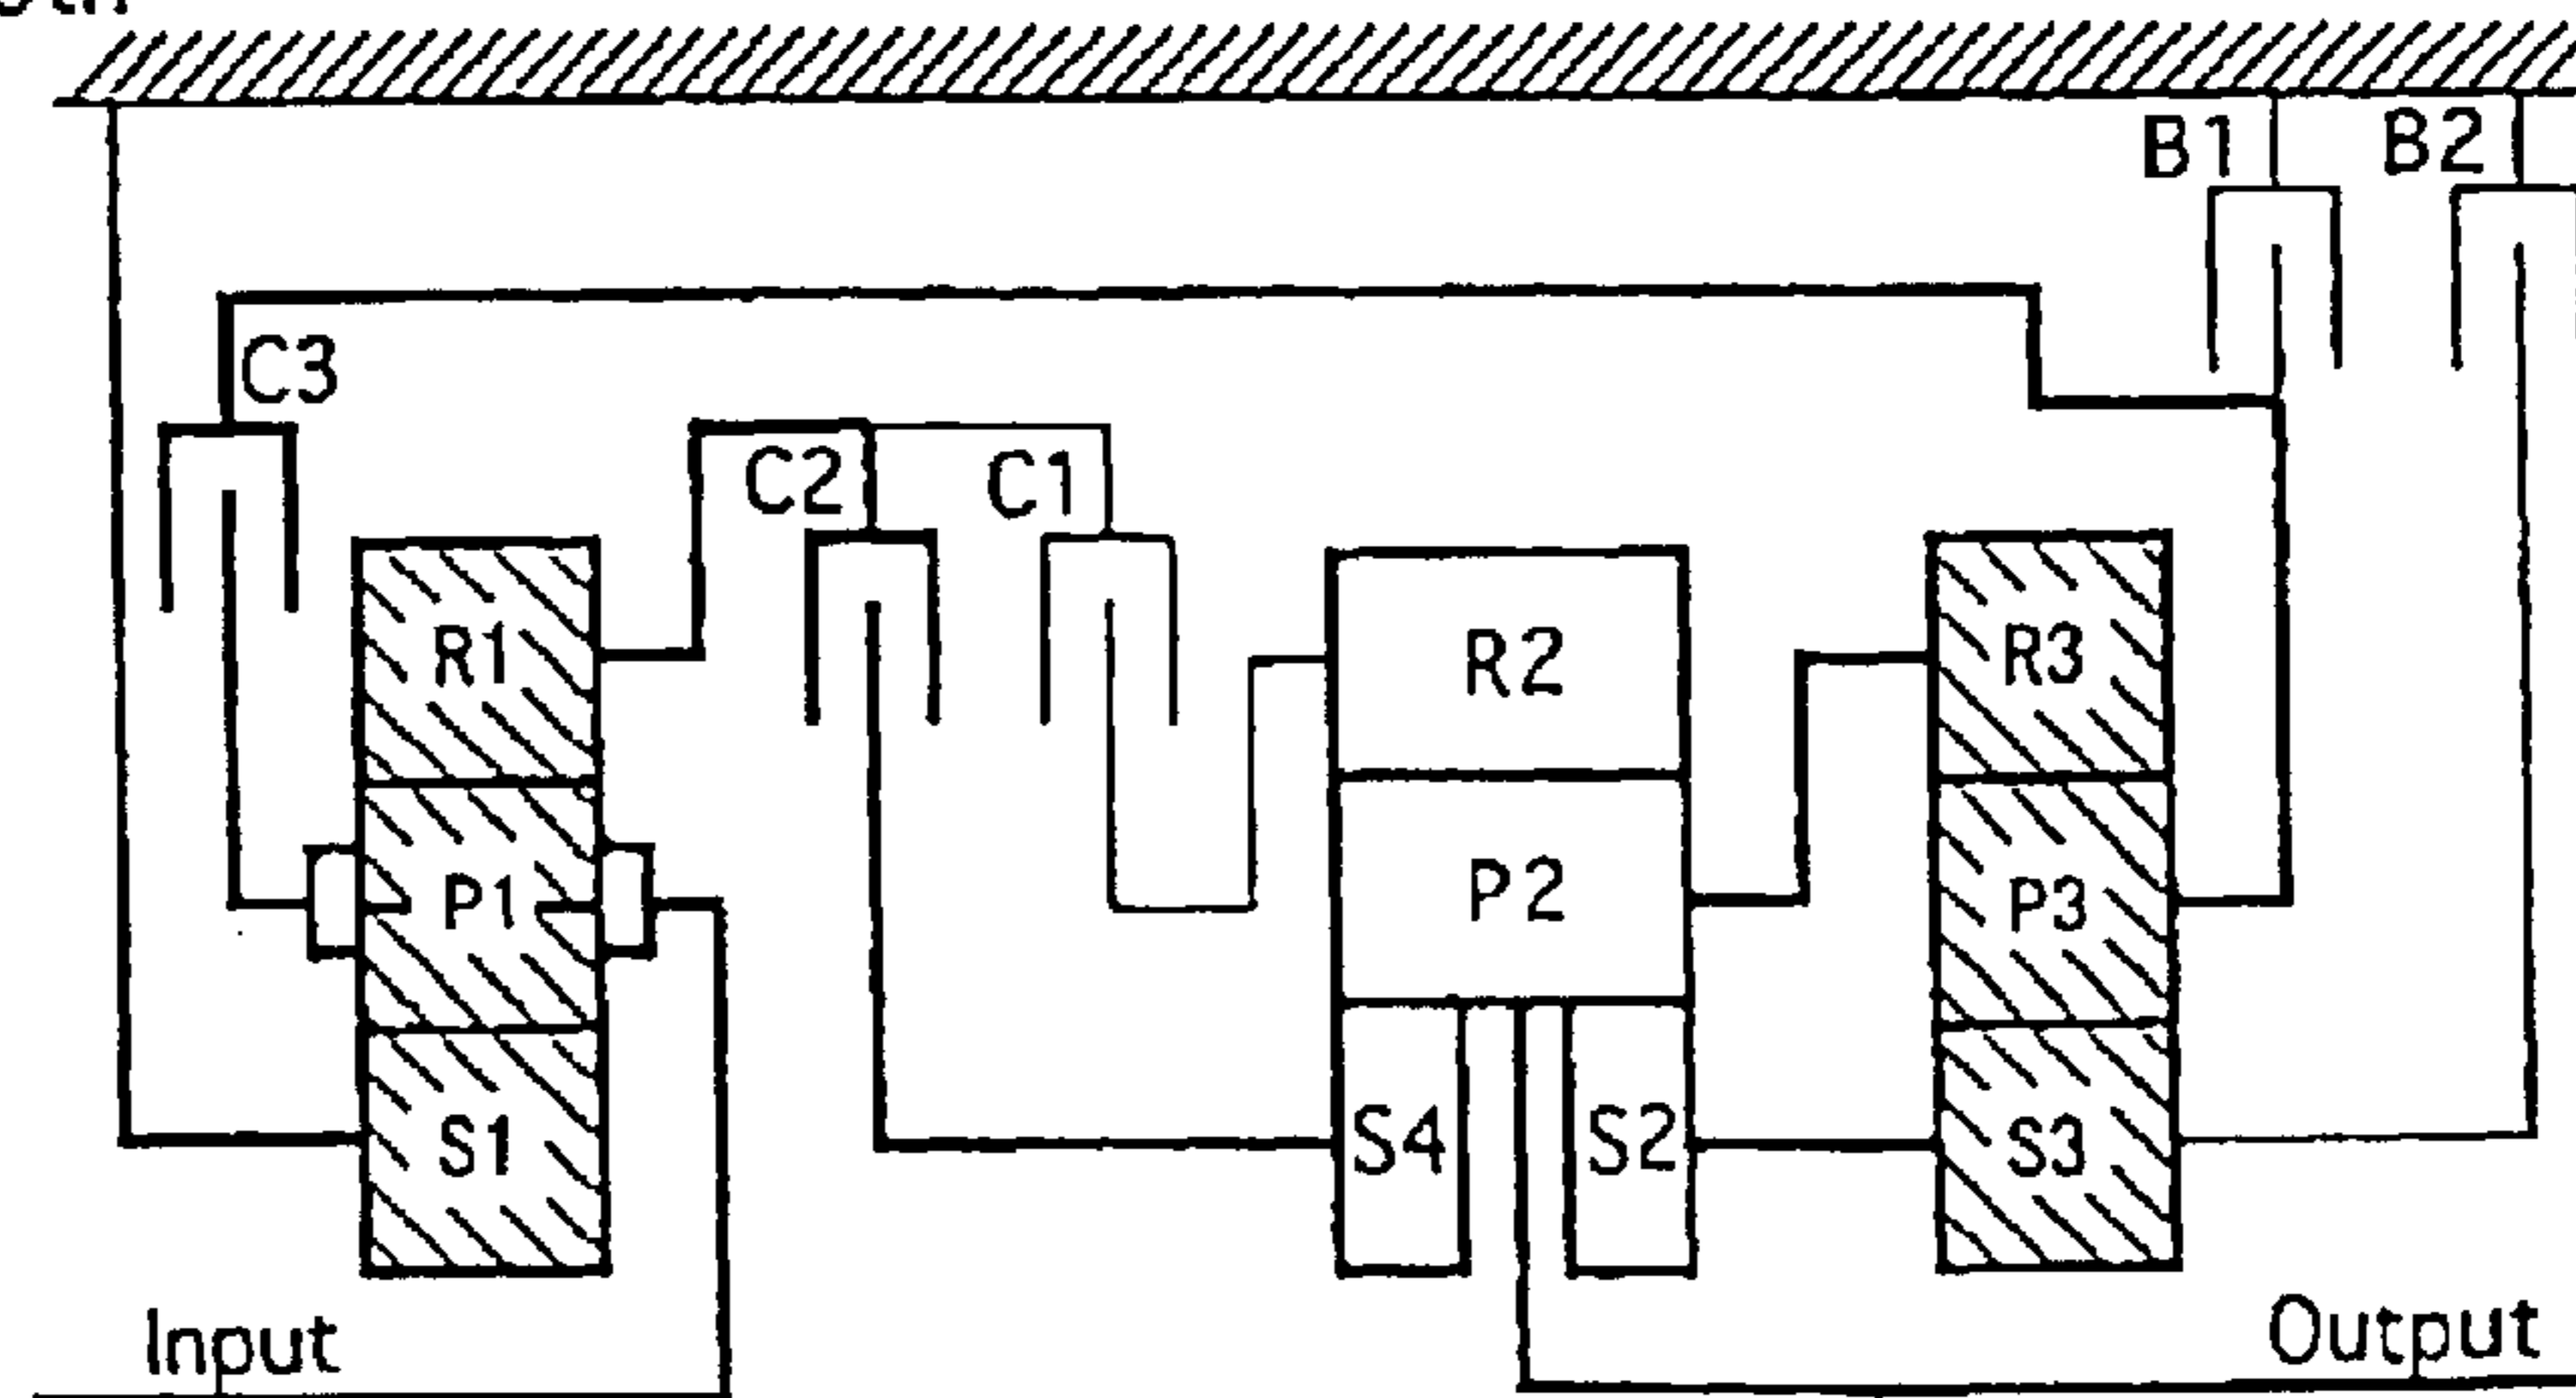 B1 B2
C3
C2 C1
R1 R2 R3
P1 P2 P3
S1 S4 S2 S3
Input Output